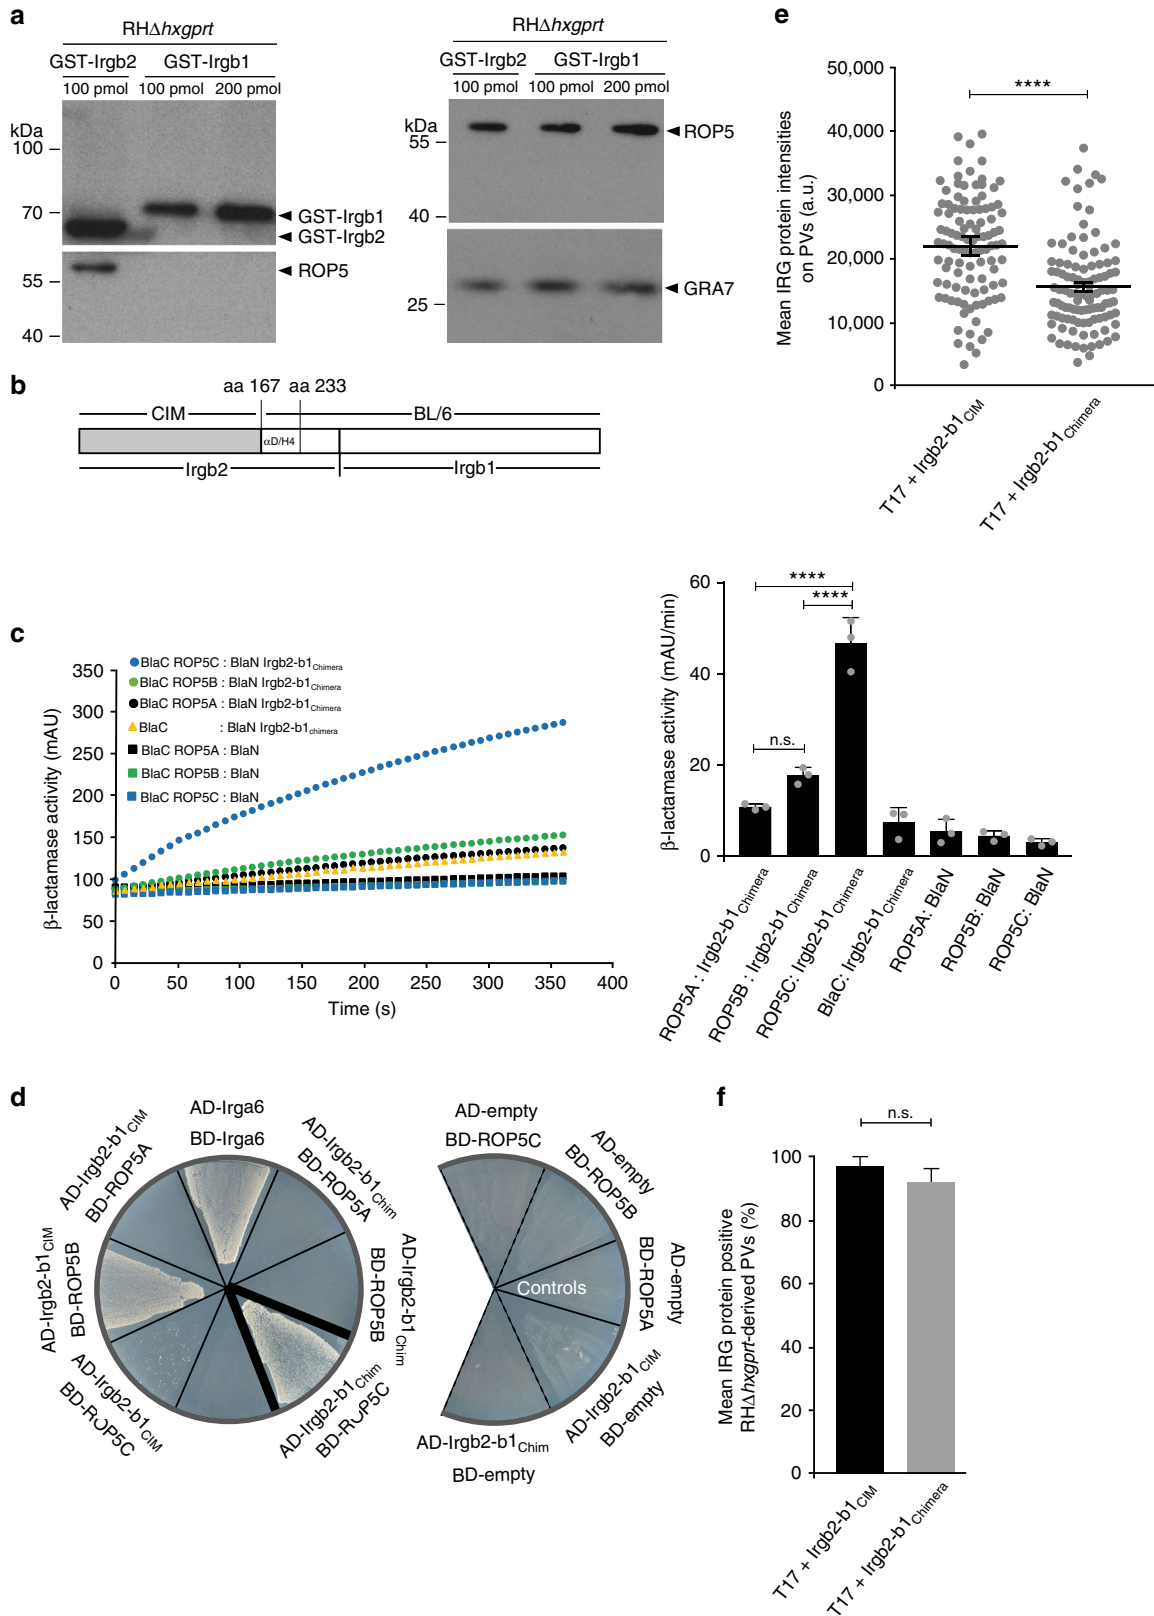 a
RHΔhxgprt
GST-Irgb2 GST-Irgb1
100 pmol 100 pmol 200 pmol
kDa
100
70
55
40
GST-Irgb1
GST-Irgb2
ROP5
RHΔhxgprt
GST-Irgb2 GST-Irgb1
100 pmol 100 pmol 200 pmol
kDa
55
40
25
ROP5
GRA7
b
aa 167 aa 233
CIM BL/6
αD/H4
Irgb2 Irgb1
c
β-lactamase activity (mAU)
350
300
250
200
150
100
50
0
0 50 100 150 200 250 300 350 400
Time (s)
BlaC ROP5C : BlaN Irgb2-b1Chimera
BlaC ROP5B : BlaN Irgb2-b1Chimera
BlaC ROP5A : BlaN Irgb2-b1Chimera
BlaC : BlaN Irgb2-b1chimera
BlaC ROP5A : BlaN
BlaC ROP5B : BlaN
BlaC ROP5C : BlaN
β-lactamase activity (mAU/min)
60
40
20
0
****
****
n.s.
ROP5A : Irgb2-b1Chimera
ROP5B : Irgb2-b1Chimera
ROP5C: Irgb2-b1Chimera
BlaC: Irgb2-b1Chimera
ROP5A: BlaN
ROP5B: BlaN
ROP5C: BlaN
d
AD-Irga6
BD-Irga6
AD-Irgb2-b1Chim
BD-ROP5A
AD-Irgb2-b1Chim
BD-ROP5B
AD-Irgb2-b1Chim
BD-ROP5C
AD-Irgb2-b1CIM
BD-ROP5C
AD-Irgb2-b1CIM
BD-ROP5B
AD-Irgb2-b1CIM
BD-ROP5A
AD-empty
BD-ROP5C
AD-empty
BD-ROP5B
AD-empty
BD-ROP5A
AD-Irgb2-b1CIM
BD-empty
AD-Irgb2-b1Chim
BD-empty
Controls
e
Mean IRG protein intensities
on PVs (a.u.)
50,000
40,000
30,000
20,000
10,000
0
****
T17 + Irgb2-b1CIM
T17 + Irgb2-b1Chimera
f
Mean IRG protein positive
RHΔhxgprt-derived PVs (%)
100
80
60
40
20
0
n.s.
T17 + Irgb2-b1CIM
T17 + Irgb2-b1Chimera